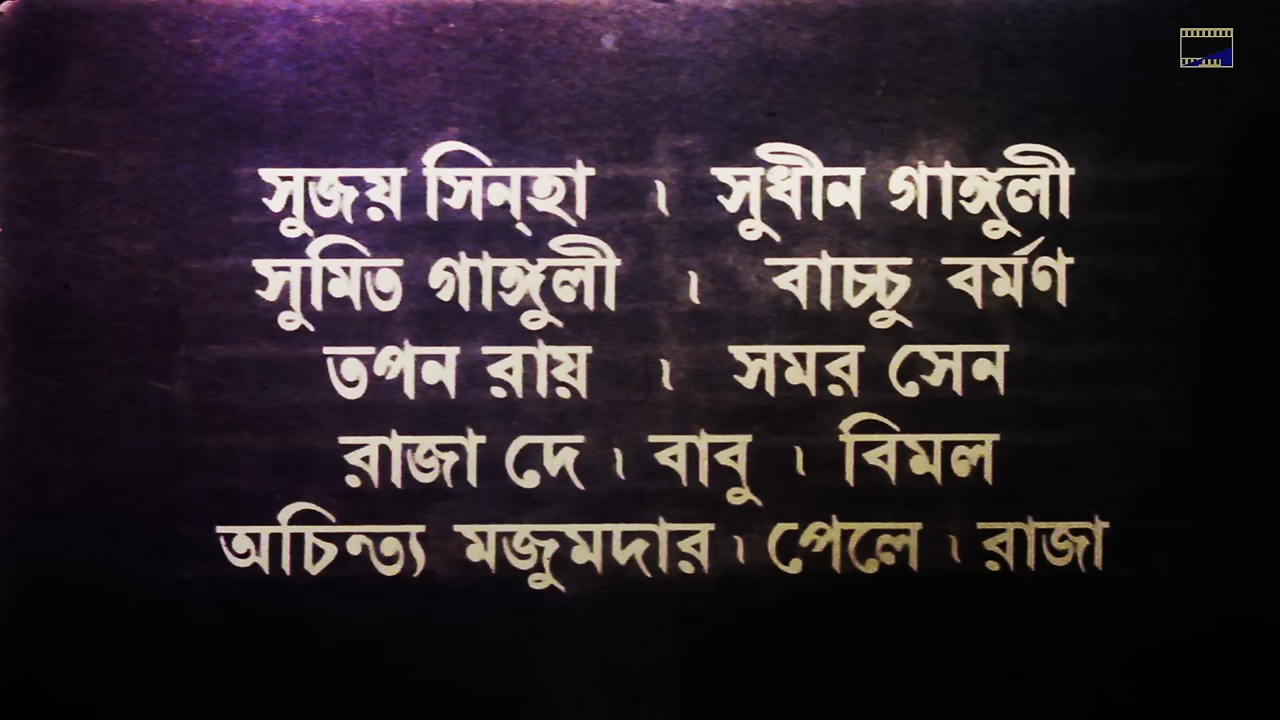 সুজয় সিন্‌হা । সুধীন গাঙ্গুলী
সুমিত গাঙ্গুলী । বাচ্চু বর্মণ
তপন রায় । সমর সেন
রাজা দে । বাবু । বিমল
অচিন্ত্য মজুমদার । পেলে । রাজা